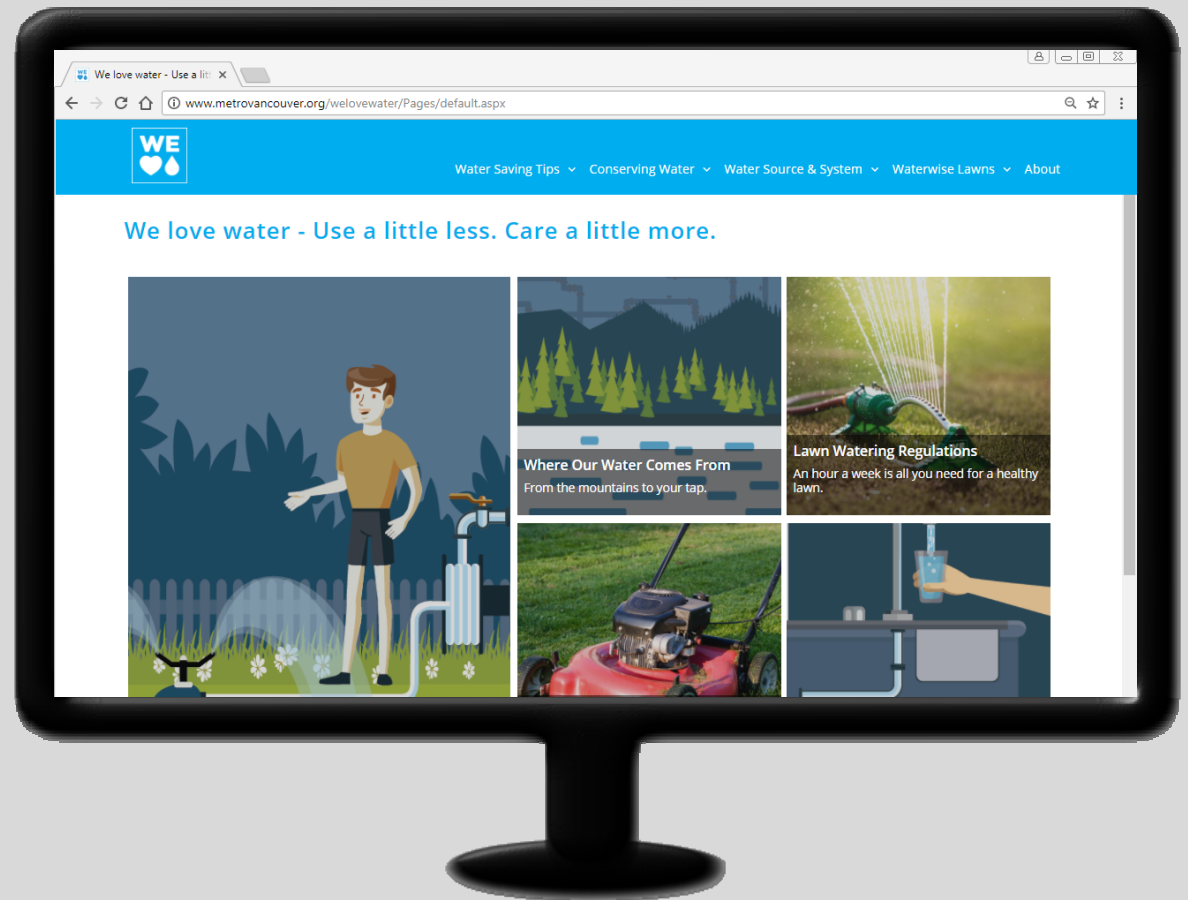 We love water - Use a litt
www.metrovancouver.org/welovewater/Pages/default.aspx
WE
Water Saving Tips Conserving Water Water Source & System Waterwise Lawns About
We love water - Use a little less. Care a little more.
Where Our Water Comes From
From the mountains to your tap.
Lawn Watering Regulations
An hour a week is all you need for a healthy
lawn.